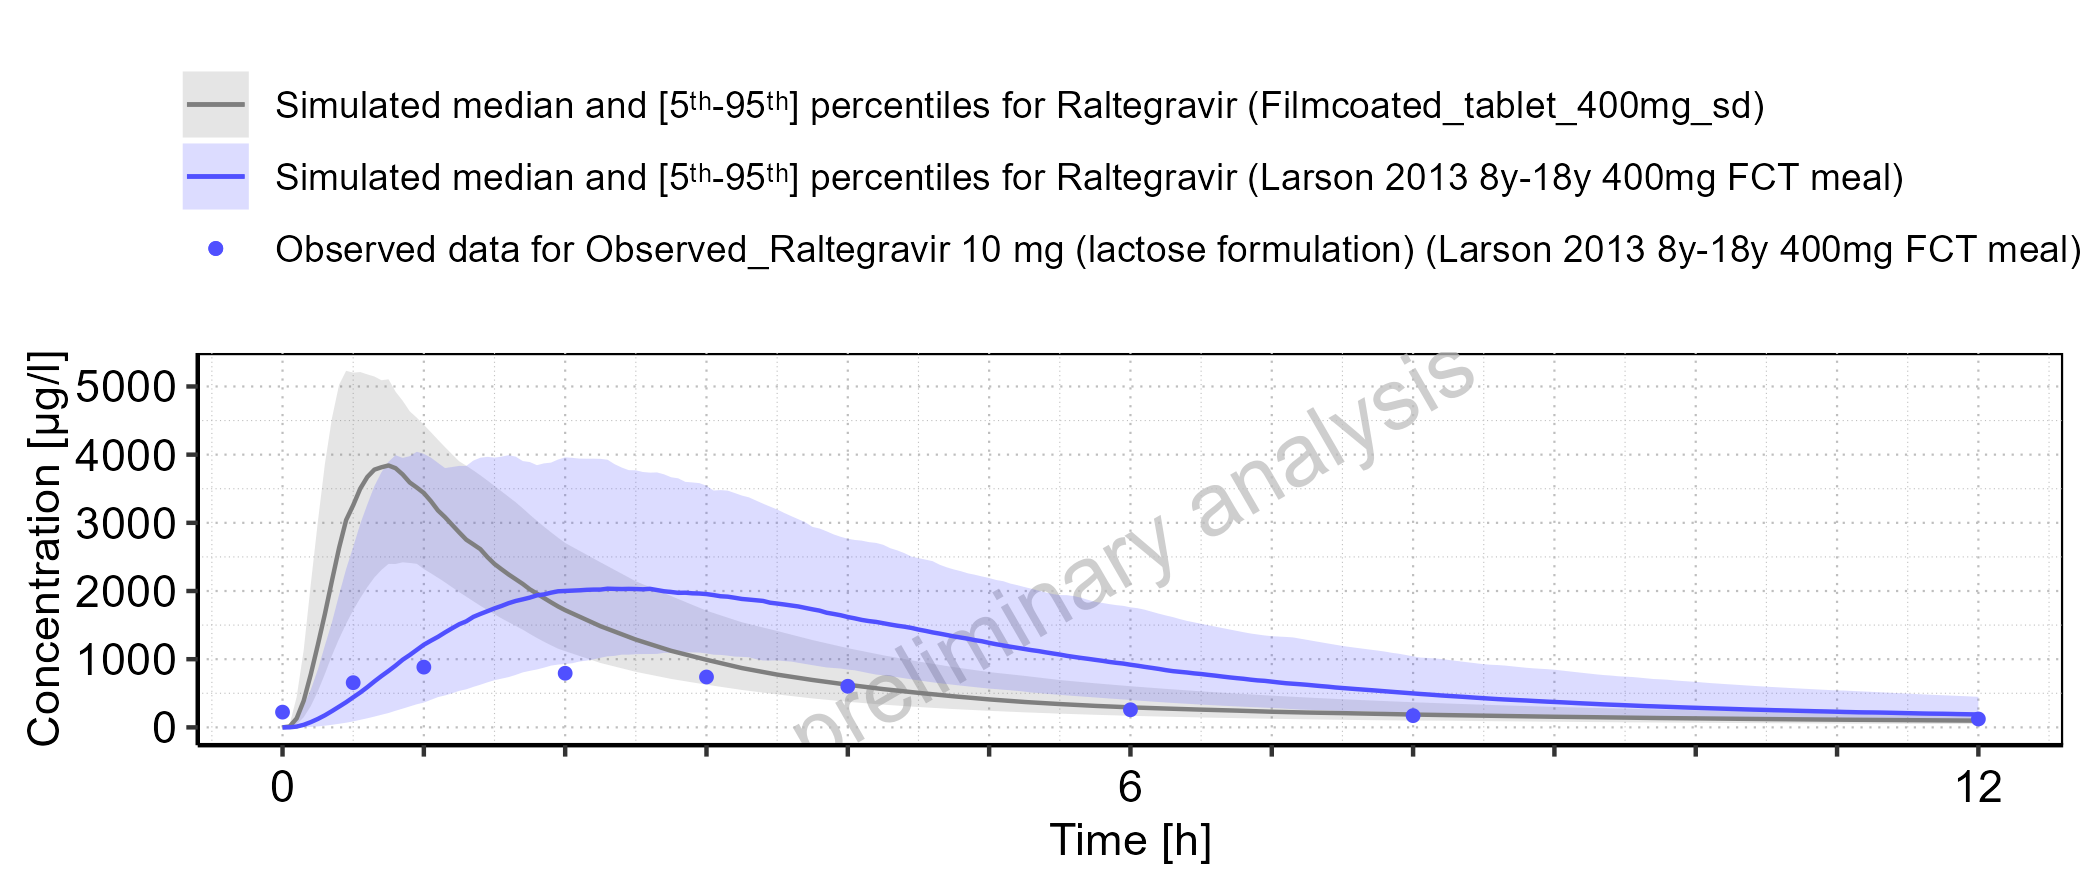 Simulated median and [5th-95th] percentiles for Raltegravir (Filmcoated_tablet_400mg_sd)
Simulated median and [5th-95th] percentiles for Raltegravir (Larson 2013 8y-18y 400mg FCT meal)
Observed data for Observed_Raltegravir 10 mg (lactose formulation) (Larson 2013 8y-18y 400mg FCT meal)
Concentration [µg/l]
5000
4000
3000
2000
1000
0
preliminary analysis
0 6 12
Time [h]